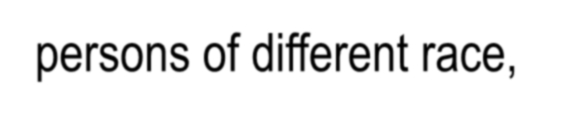 persons of different race,